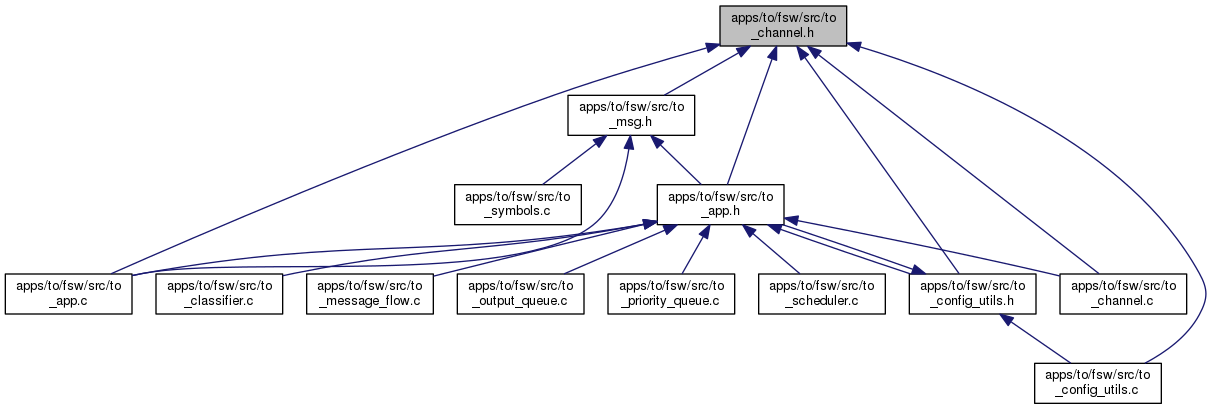 apps/to/fsw/src/to
_channel.h
apps/to/fsw/src/to
_msg.h
apps/to/fsw/src/to
_symbols.c
apps/to/fsw/src/to
_app.h
apps/to/fsw/src/to
_app.c
apps/to/fsw/src/to
_classifier.c
apps/to/fsw/src/to
_message_flow.c
apps/to/fsw/src/to
_output_queue.c
apps/to/fsw/src/to
_priority_queue.c
apps/to/fsw/src/to
_scheduler.c
apps/to/fsw/src/to
_config_utils.h
apps/to/fsw/src/to
_channel.c
apps/to/fsw/src/to
_config_utils.c